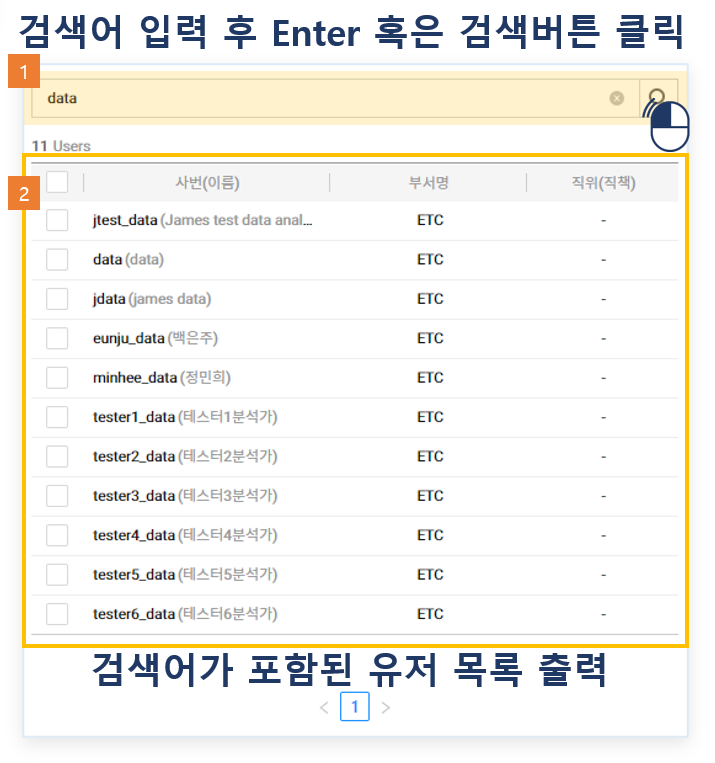 검색어 입력 후 Enter 혹은 검색버튼 클릭
1
data
11 Users
2
사번(이름) 부서명 직위(직책)
jtest_data (James test data anal... ETC -
data (data) ETC -
jdata (james data) ETC -
eunju_data (백은주) ETC -
minhee_data (정민희) ETC -
tester1_data (테스터1분석가) ETC -
tester2_data (테스터2분석가) ETC -
tester3_data (테스터3분석가) ETC -
tester4_data (테스터4분석가) ETC -
tester5_data (테스터5분석가) ETC -
tester6_data (테스터6분석가) ETC -
검색어가 포함된 유저 목록 출력
< 1 >